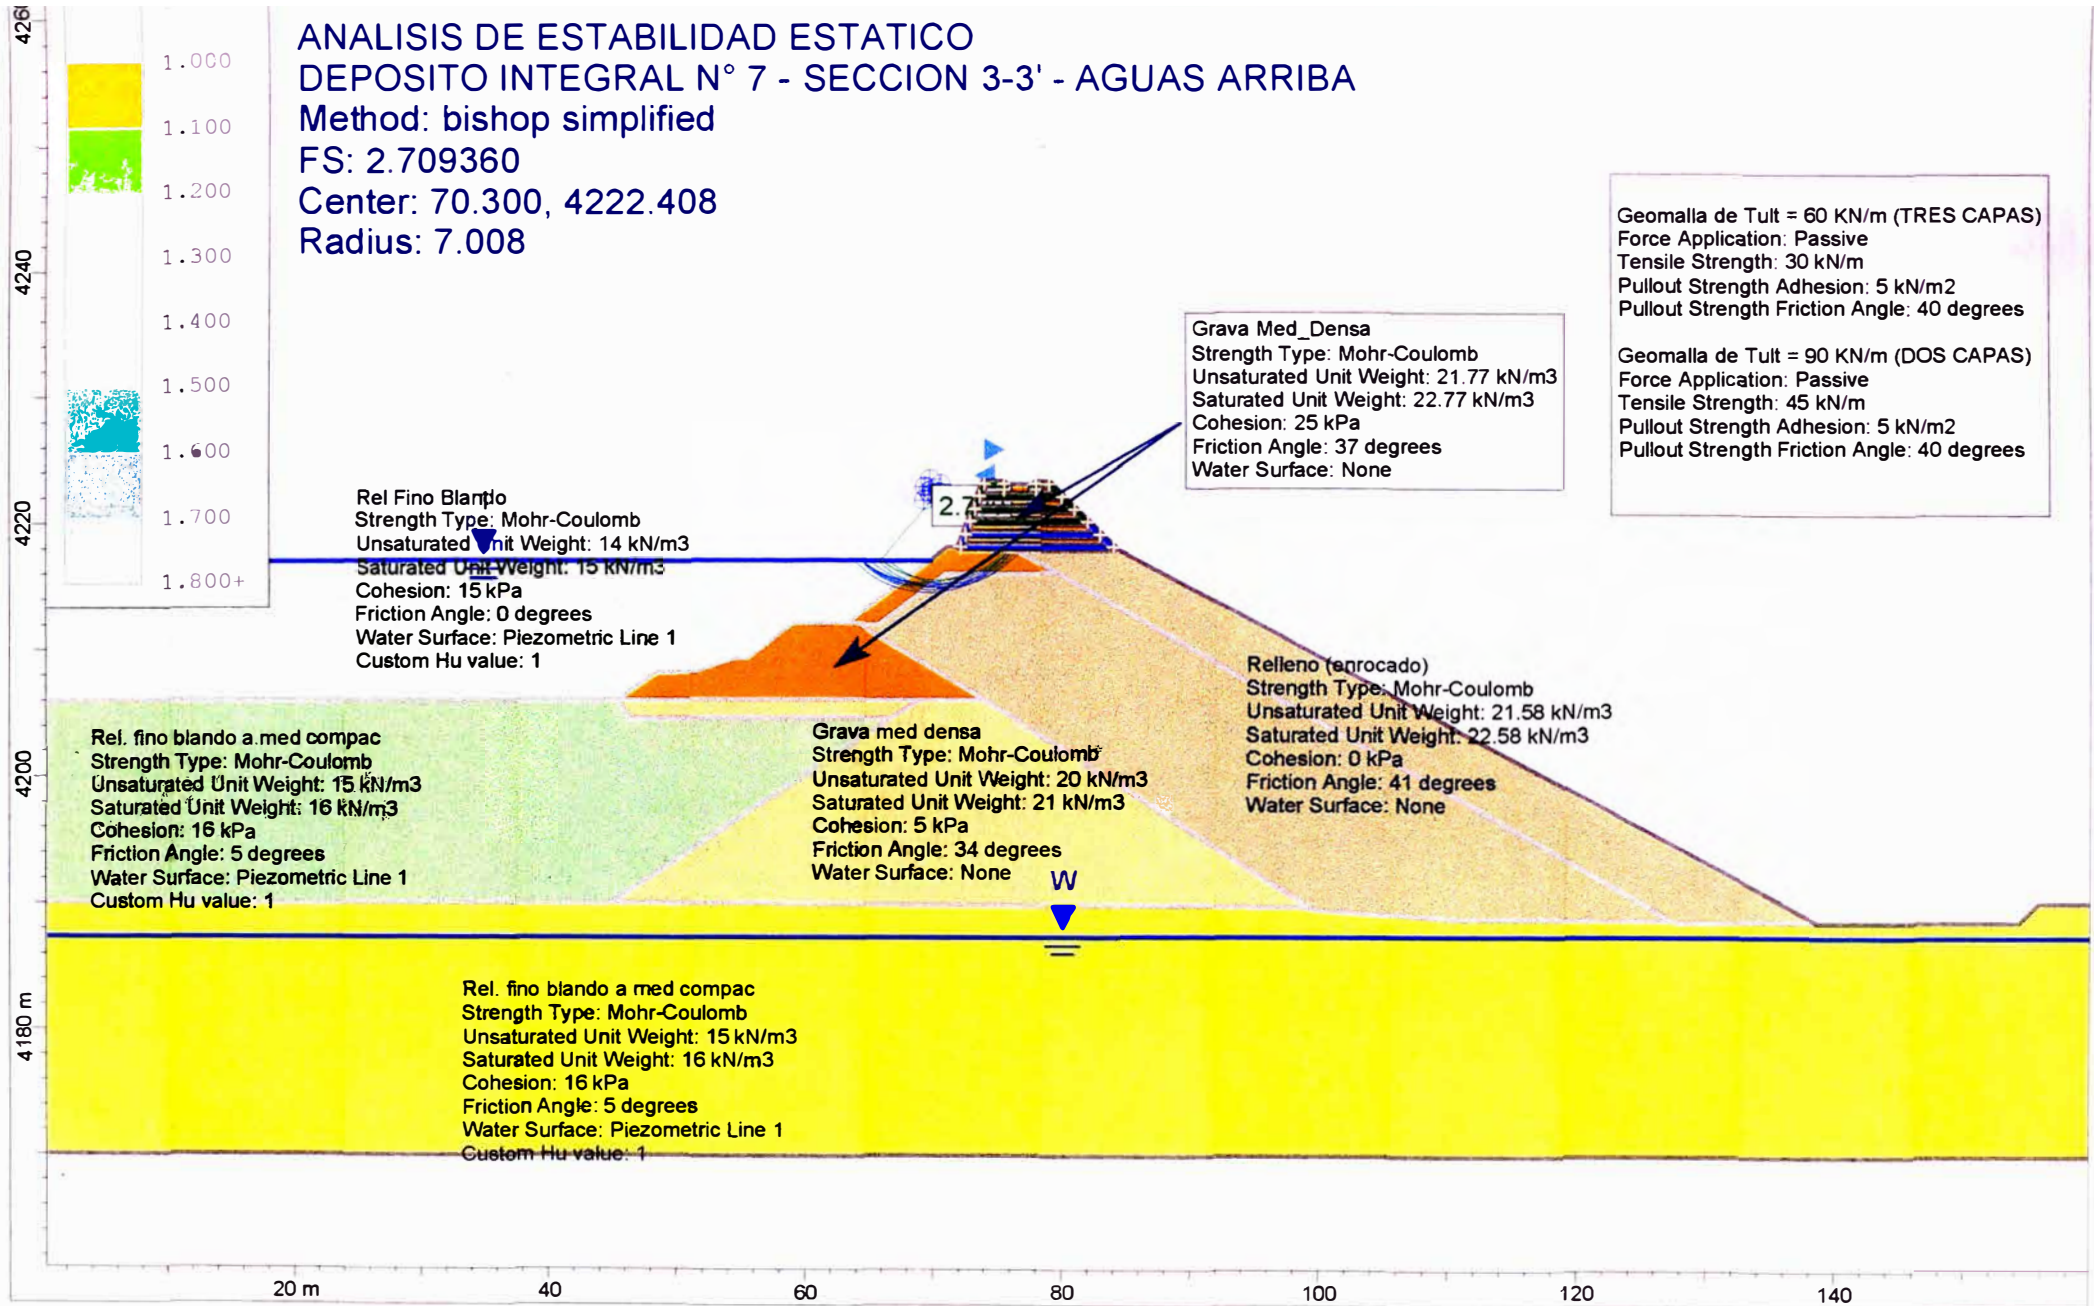 ANALISIS DE ESTABILIDAD ESTATICO
DEPOSITO INTEGRAL N° 7 - SECCION 3-3' - AGUAS ARRIBA
Method: bishop simplified
FS: 2.709360
Center: 70.300, 4222.408
Radius: 7.008
1.000
1.100
1.200
1.300
1.400
1.500
1.600
1.700
1.800+
4240
4220
4200
4180 m
Geomalla de Tult = 60 KN/m (TRES CAPAS)
Force Application: Passive
Tensile Strength: 30 kN/m
Pullout Strength Adhesion: 5 kN/m2
Pullout Strength Friction Angle: 40 degrees
Geomalla de Tult = 90 KN/m (DOS CAPAS)
Force Application: Passive
Tensile Strength: 45 kN/m
Pullout Strength Adhesion: 5 kN/m2
Pullout Strength Friction Angle: 40 degrees
Grava Med_Densa
Strength Type: Mohr-Coulomb
Unsaturated Unit Weight: 21.77 kN/m3
Saturated Unit Weight: 22.77 kN/m3
Cohesion: 25 kPa
Friction Angle: 37 degrees
Water Surface: None
2.7
Rel Fino Blando
Strength Type: Mohr-Coulomb
Unsaturated Unit Weight: 14 kN/m3
Saturated Unit Weight: 15 kN/m3
Cohesion: 15 kPa
Friction Angle: 0 degrees
Water Surface: Piezometric Line 1
Custom Hu value: 1
Relleno (enrocado)
Strength Type: Mohr-Coulomb
Unsaturated Unit Weight: 21.58 kN/m3
Saturated Unit Weight: 22.58 kN/m3
Cohesion: 0 kPa
Friction Angle: 41 degrees
Water Surface: None
Rel. fino blando a med compac
Strength Type: Mohr-Coulomb
Unsaturated Unit Weight: 15 kN/m3
Saturated Unit Weight: 16 kN/m3
Cohesion: 16 kPa
Friction Angle: 5 degrees
Water Surface: Piezometric Line 1
Custom Hu value: 1
Grava med densa
Strength Type: Mohr-Coulomb
Unsaturated Unit Weight: 20 kN/m3
Saturated Unit Weight: 21 kN/m3
Cohesion: 5 kPa
Friction Angle: 34 degrees
Water Surface: None
W
Rel. fino blando a med compac
Strength Type: Mohr-Coulomb
Unsaturated Unit Weight: 15 kN/m3
Saturated Unit Weight: 16 kN/m3
Cohesion: 16 kPa
Friction Angle: 5 degrees
Water Surface: Piezometric Line 1
Custom Hu value: 1
20 m
40
60
80
100
120
140